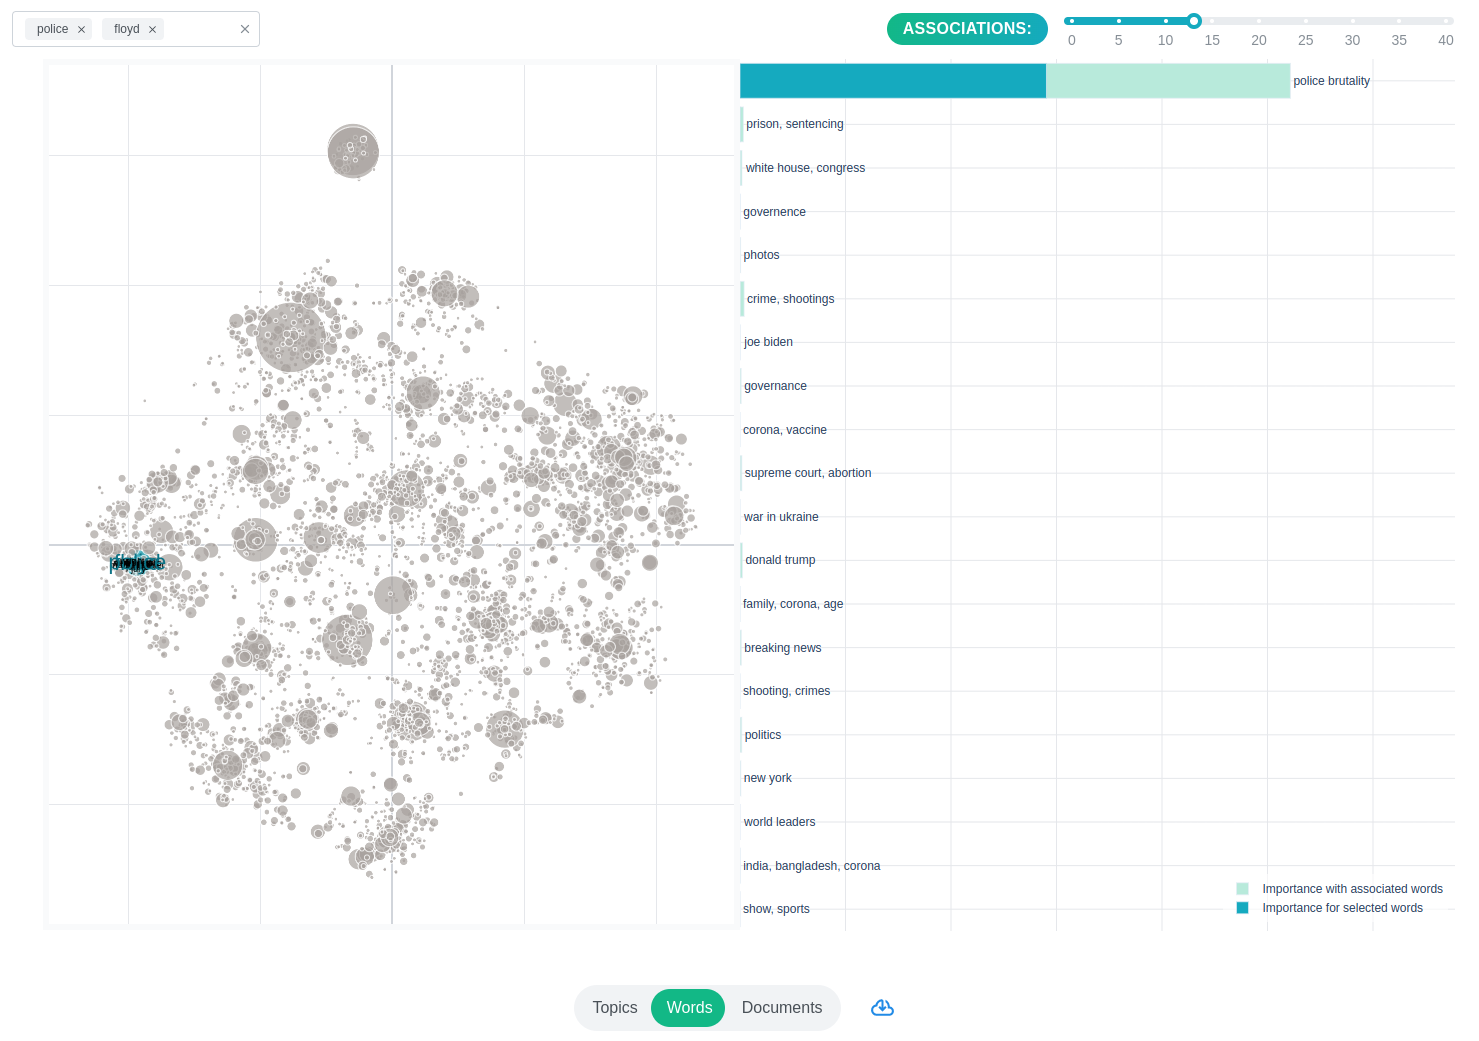 police × floyd × ×
ASSOCIATIONS:
0 5 10 15 20 25 30 35 40
police brutality
prison, sentencing
white house, congress
governence
photos
crime, shootings
joe biden
governance
corona, vaccine
supreme court, abortion
war in ukraine
donald trump
family, corona, age
breaking news
shooting, crimes
politics
new york
world leaders
india, bangladesh, corona
show, sports
Importance with associated words
Importance for selected words
Topics Words Documents